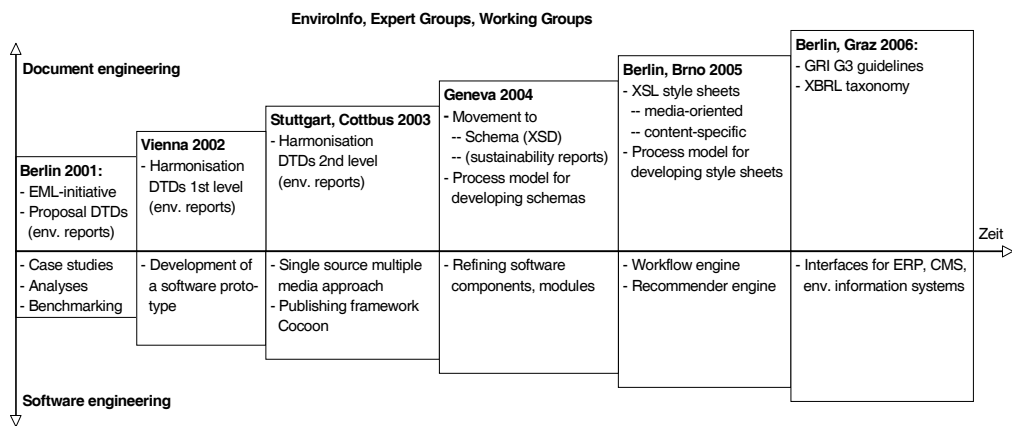 EnviroInfo, Expert Groups, Working Groups
Document engineering
Berlin 2001:
- EML-initiative
- Proposal DTDs
(env. reports)
Vienna 2002
- Harmonisation
DTDs 1st level
(env. reports)
Stuttgart, Cottbus 2003
- Harmonisation
DTDs 2nd level
(env. reports)
Geneva 2004
- Movement to
-- Schema (XSD)
-- (sustainability reports)
- Process model for
developing schemas
Berlin, Brno 2005
- XSL style sheets
-- media-oriented
-- content-specific
- Process model for
developing style sheets
Berlin, Graz 2006:
- GRI G3 guidelines
- XBRL taxonomy
Zeit
- Case studies
- Analyses
- Benchmarking
- Development of
a software proto-
type
- Single source multiple
media approach
- Publishing framework
Cocoon
- Refining software
components, modules
- Workflow engine
- Recommender engine
- Interfaces for ERP, CMS,
env. information systems
Software engineering